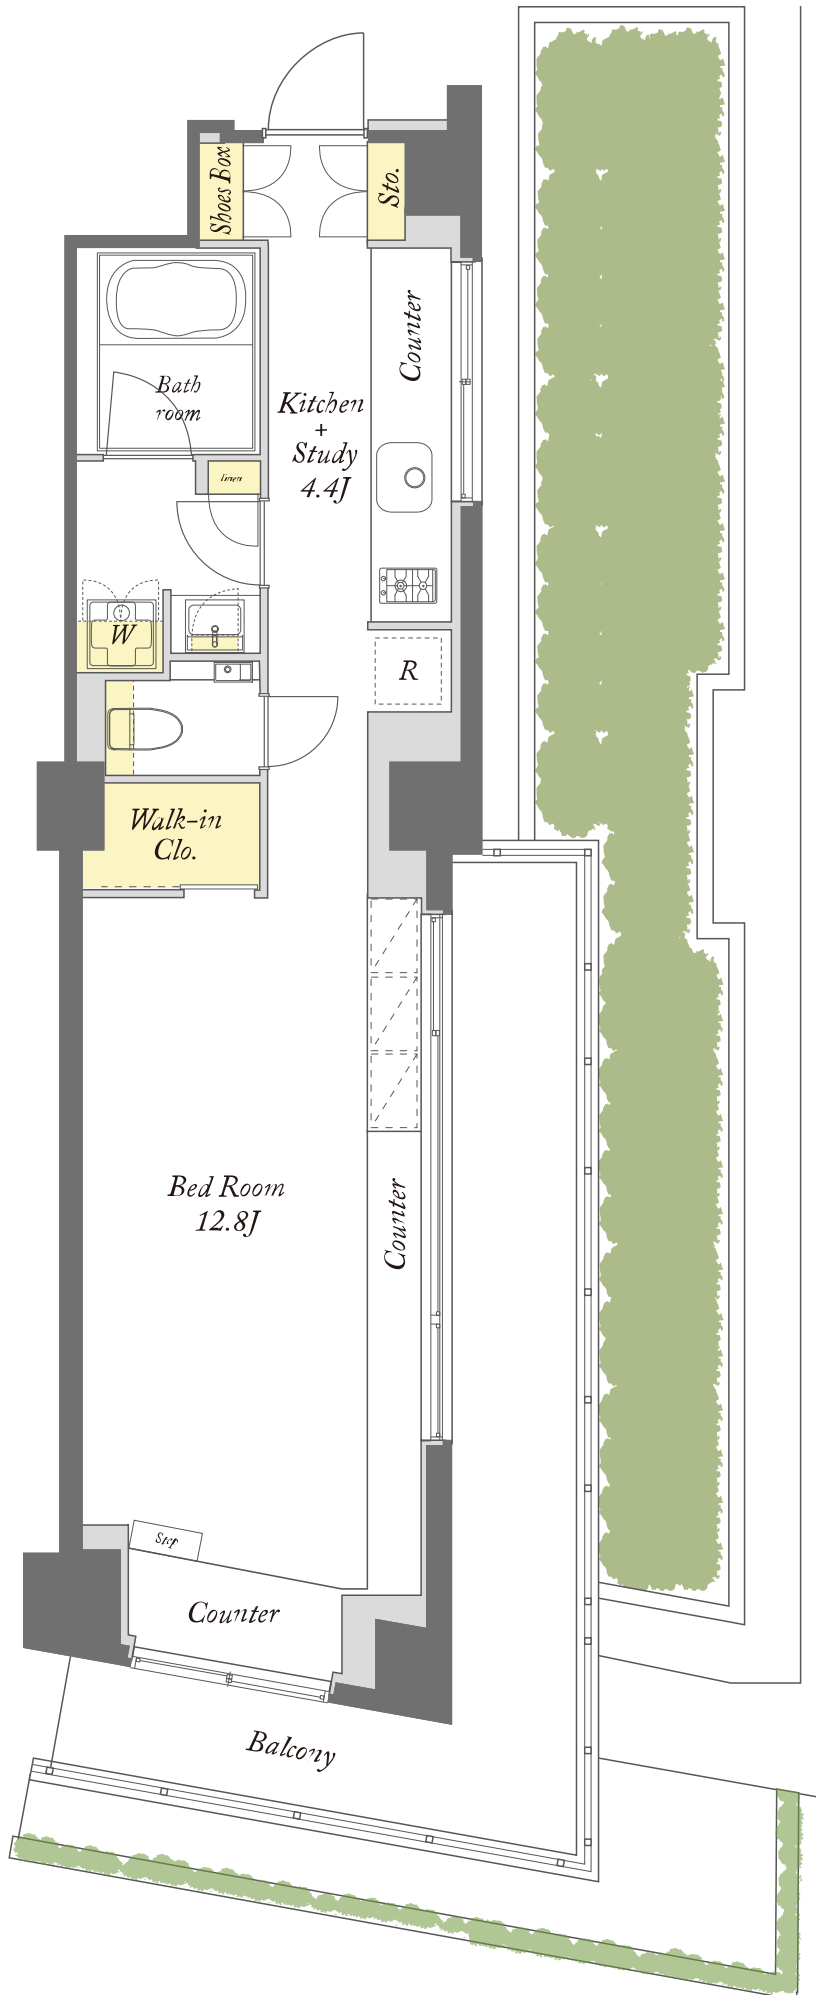 Shoes Box
Sto.
Counter
Bath
room
Kitchen
+
Study
4.4J
linen
W
R
Walk-in
Clo.
Bed Room
12.8J
Counter
Step
Counter
Balcony